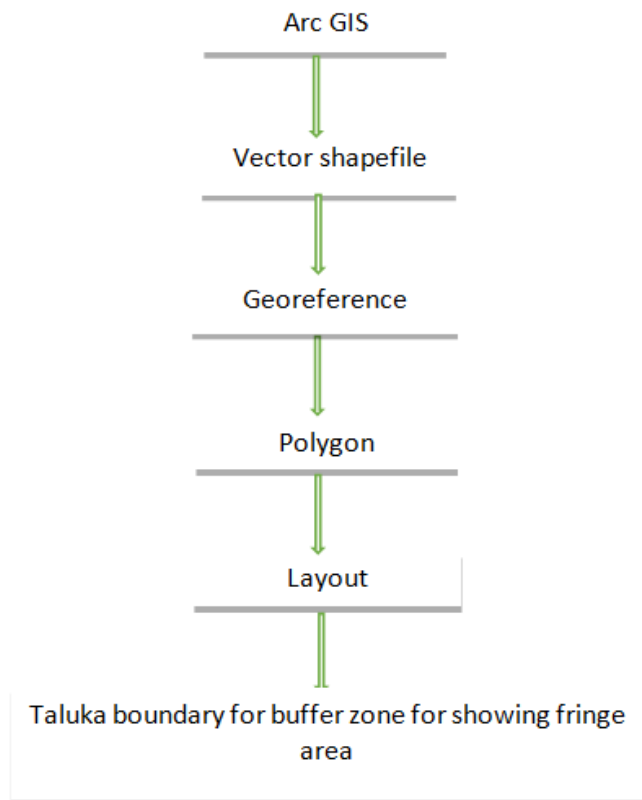 Arc GIS
Vector shapefile
Georeference
Polygon
Layout
Taluka boundary for buffer zone for showing fringe
area